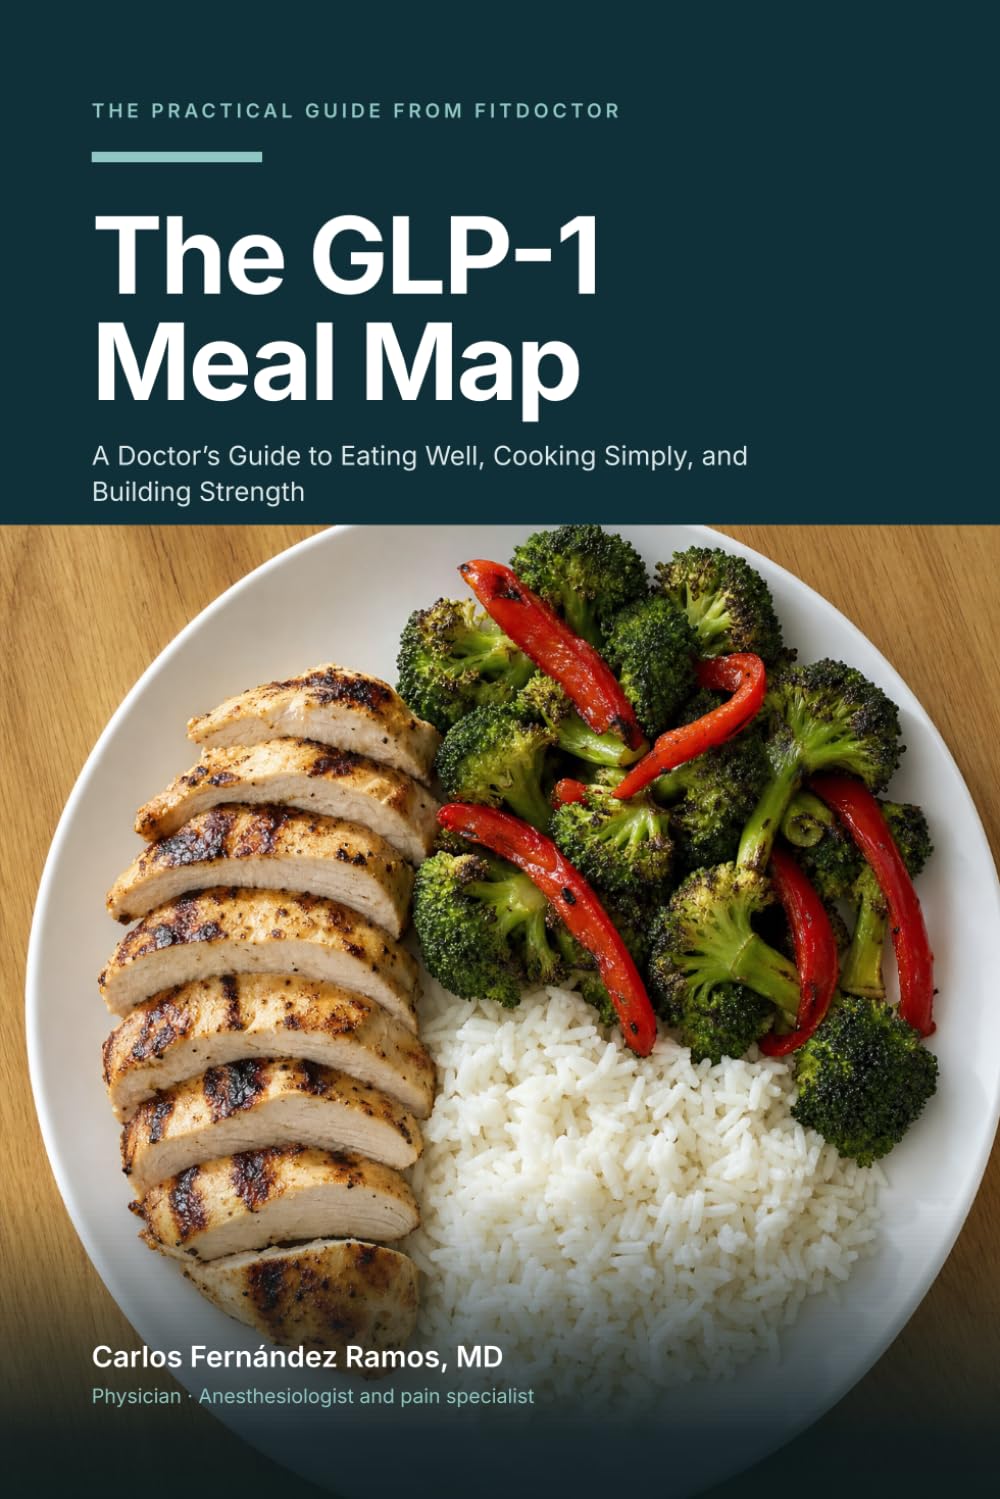 THE PRACTICAL GUIDE FROM FITDOCTOR
The GLP-1
Meal Map
A Doctor’s Guide to Eating Well, Cooking Simply, and
Building Strength
Carlos Fernández Ramos, MD
Physician · Anesthesiologist and pain specialist